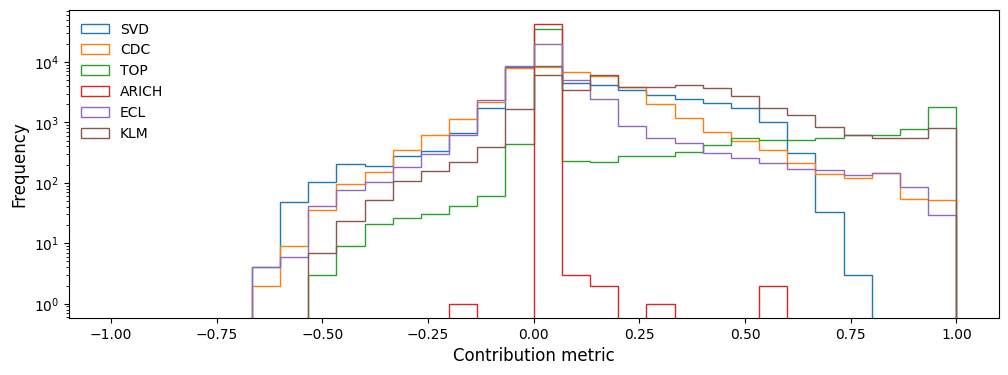 SVD
CDC
TOP
ARICH
ECL
KLM
Frequency
10⁴
10³
10²
10¹
10⁰
−1.00 −0.75 −0.50 −0.25 0.00 0.25 0.50 0.75 1.00
Contribution metric